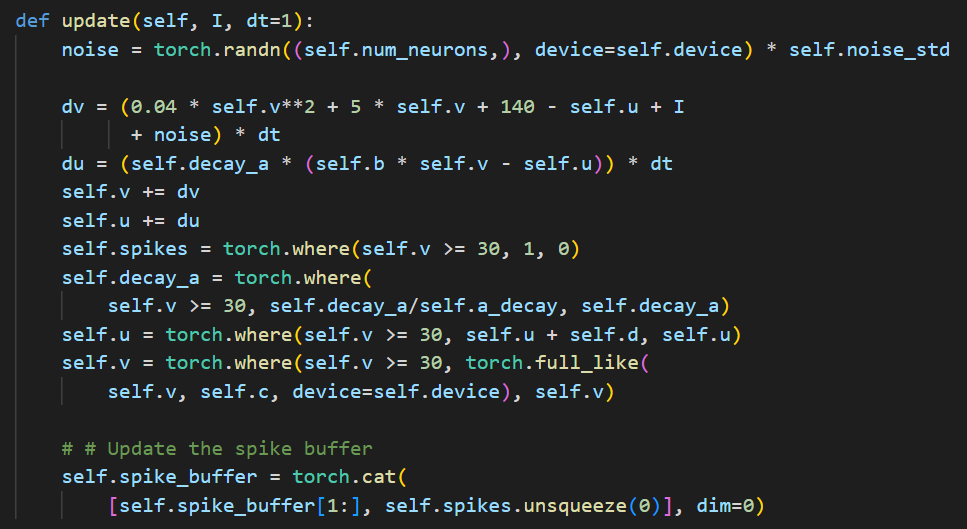 def update(self, I, dt=1):
    noise = torch.randn((self.num_neurons,), device=self.device) * self.noise_std

    dv = (0.04 * self.v**2 + 5 * self.v + 140 - self.u + I
          + noise) * dt
    du = (self.decay_a * (self.b * self.v - self.u)) * dt
    self.v += dv
    self.u += du
    self.spikes = torch.where(self.v >= 30, 1, 0)
    self.decay_a = torch.where(
        self.v >= 30, self.decay_a/self.a_decay, self.decay_a)
    self.u = torch.where(self.v >= 30, self.u + self.d, self.u)
    self.v = torch.where(self.v >= 30, torch.full_like(
        self.v, self.c, device=self.device), self.v)

    # # Update the spike buffer
    self.spike_buffer = torch.cat(
        [self.spike_buffer[1:], self.spikes.unsqueeze(0)], dim=0)